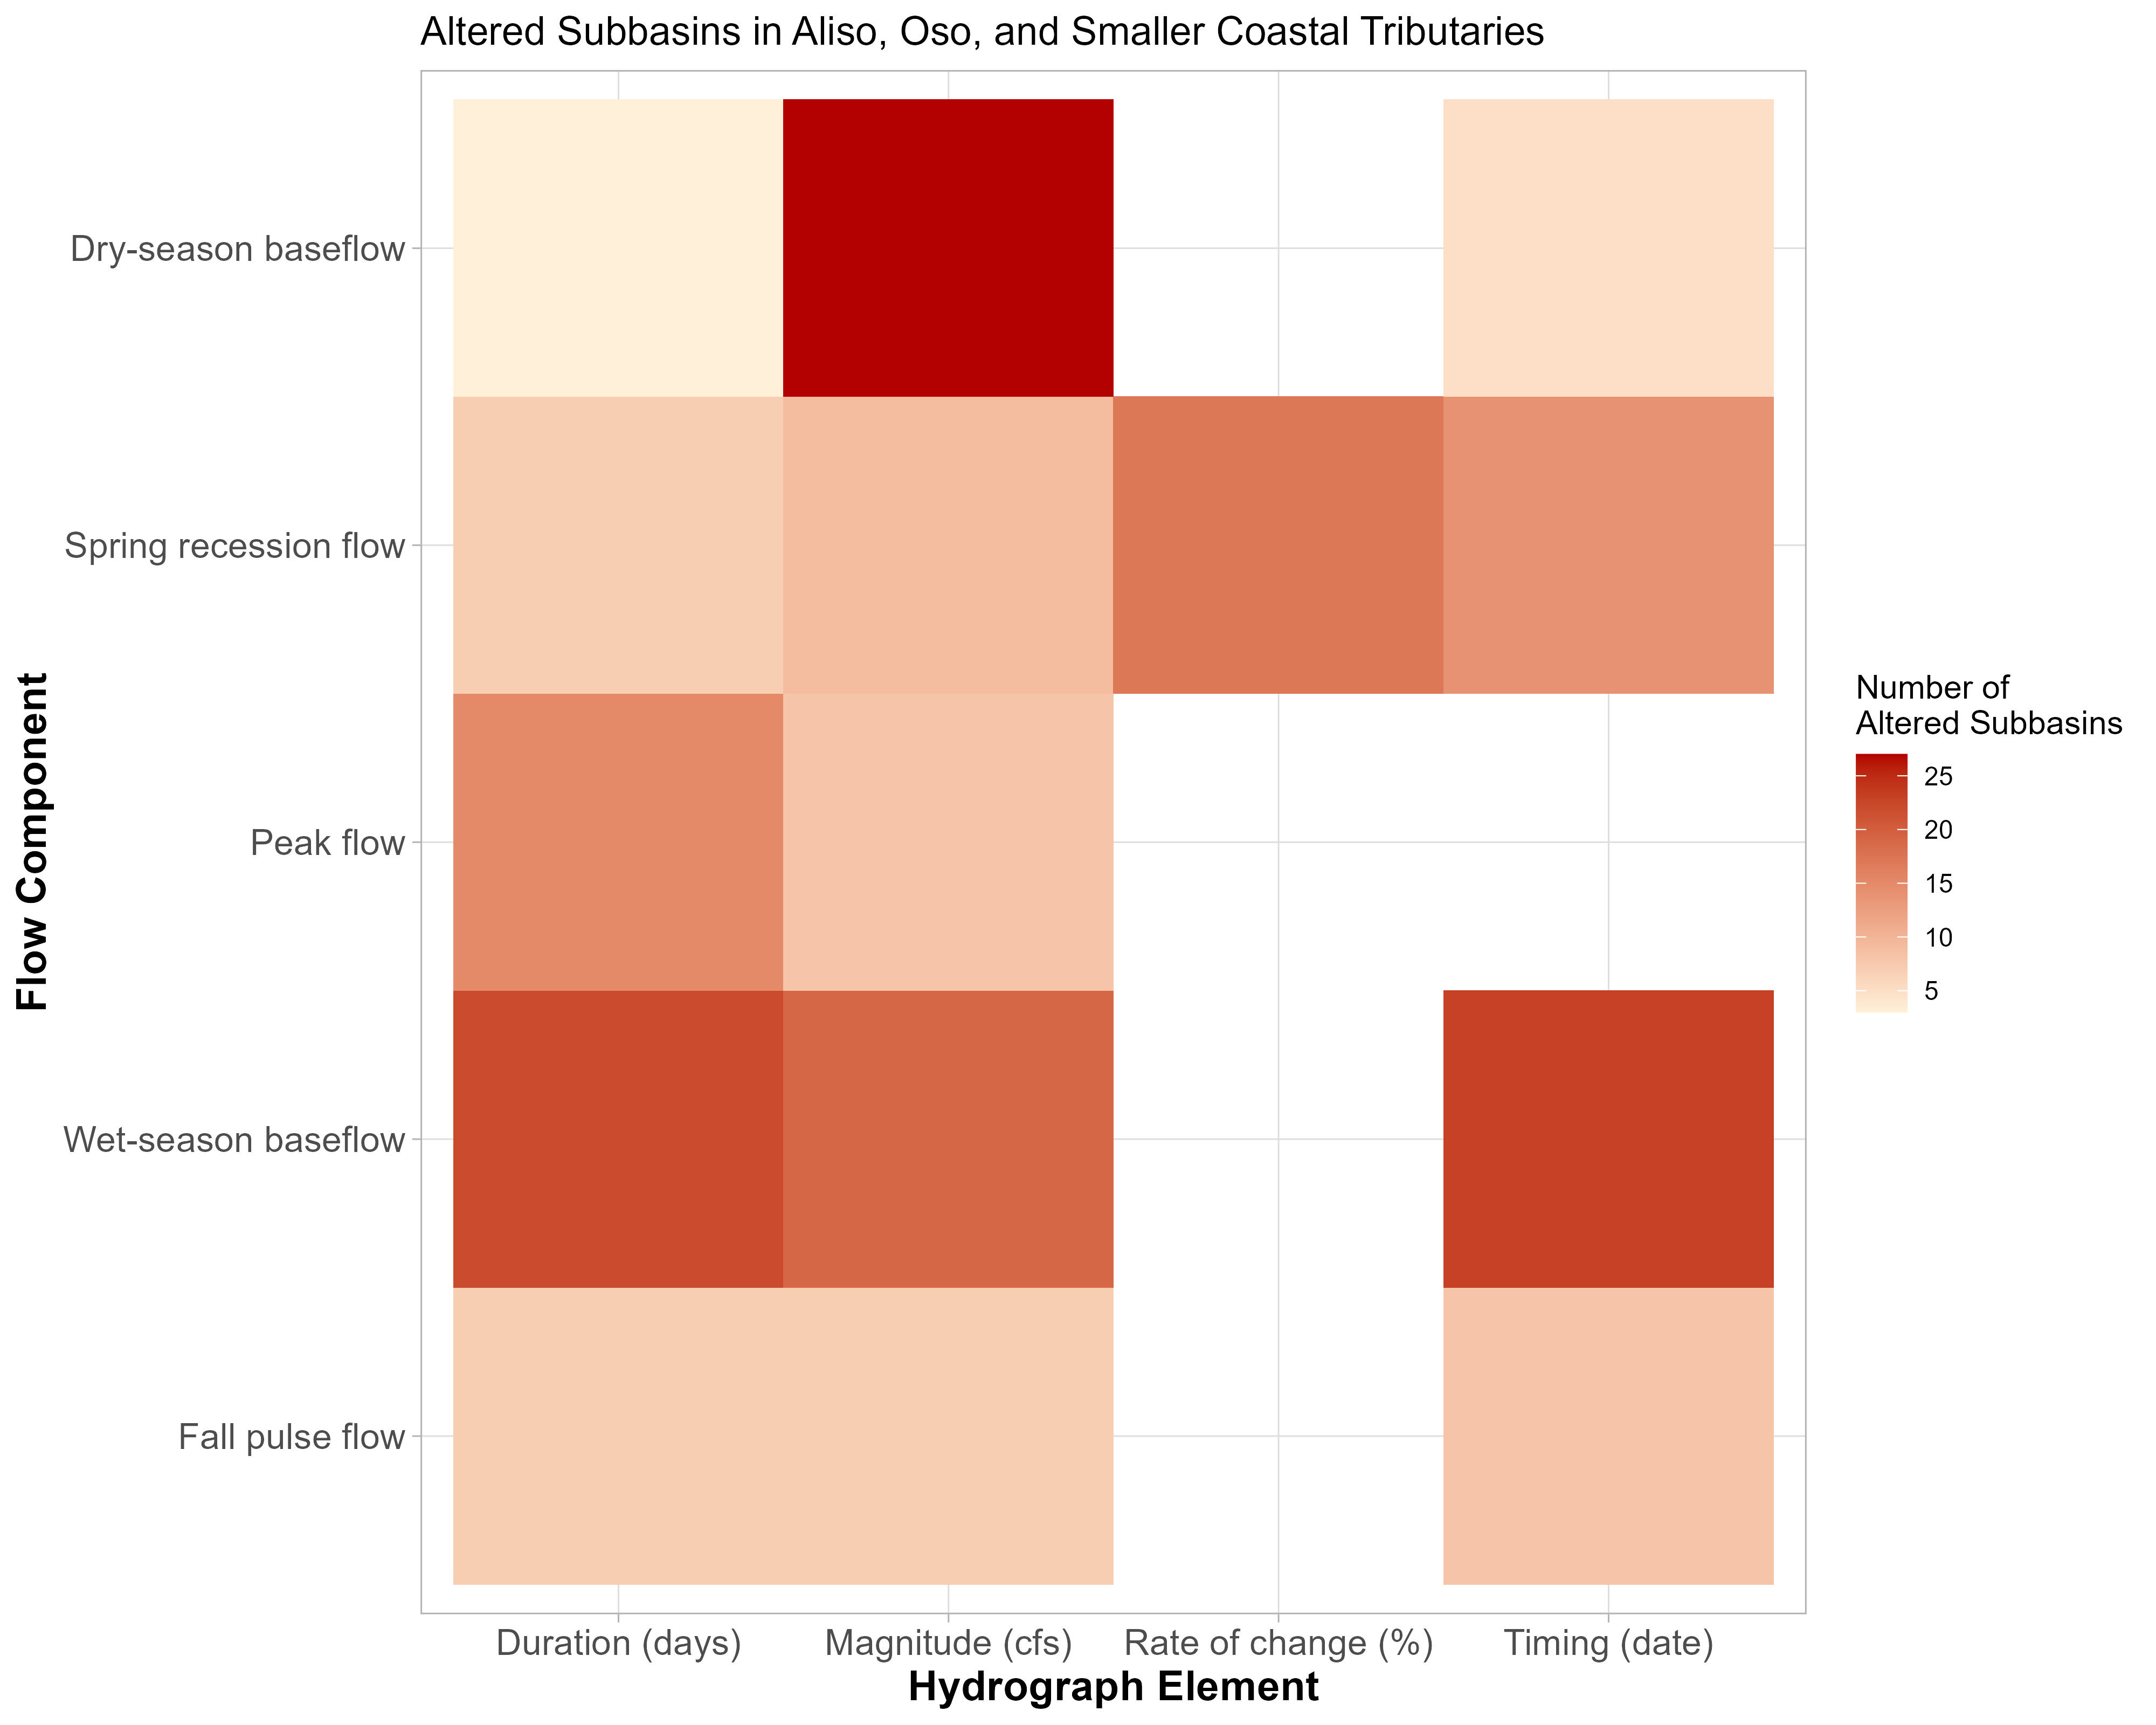 Altered Subbasins in Aliso, Oso, and Smaller Coastal Tributaries
Flow Component
Dry-season baseflow
Spring recession flow
Peak flow
Wet-season baseflow
Fall pulse flow
Duration (days)
Magnitude (cfs)
Rate of change (%)
Timing (date)
Hydrograph Element
Number of
Altered Subbasins
25
20
15
10
5